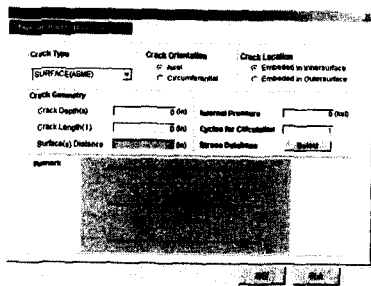 Crack Type
SURFACE(ASME)
Crack Orientation
Axial
Circumferential
Crack Location
Embeded in Innersurface
Embeded in Outersurface
Crack Geometry
Crack Depth(a) 0 (in)
Crack Length(l) 0 (in)
Surface(s) Distance (in)
Internal Pressure 0 (ksi)
Cycles for Calculation 1
Stress Database Select
Remark